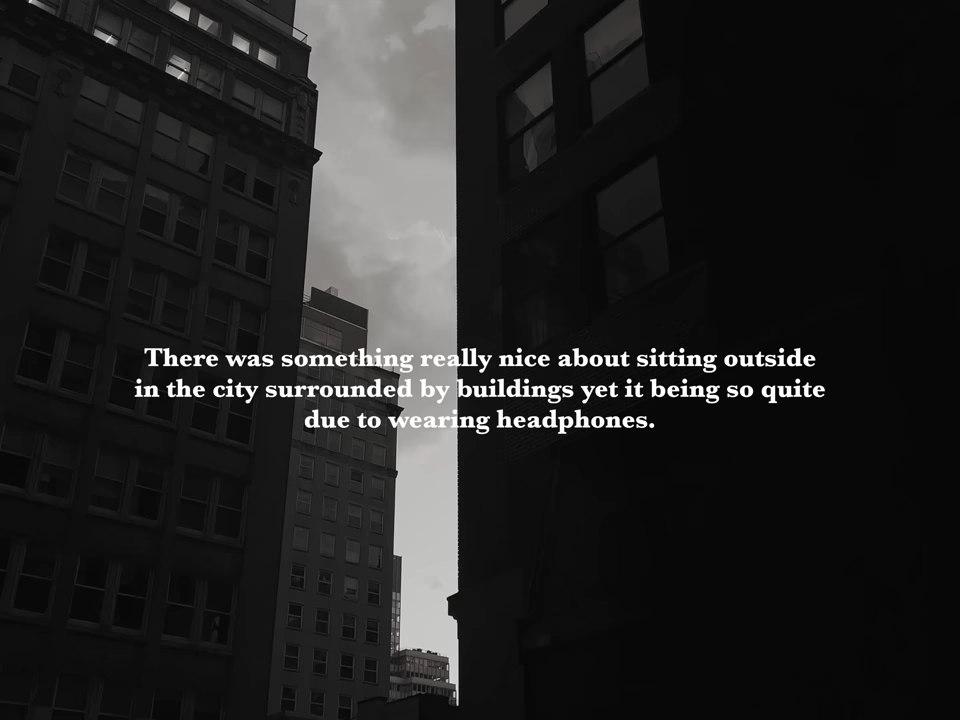 There was something really nice about sitting outside
in the city surrounded by buildings yet it being so quite
due to wearing headphones.